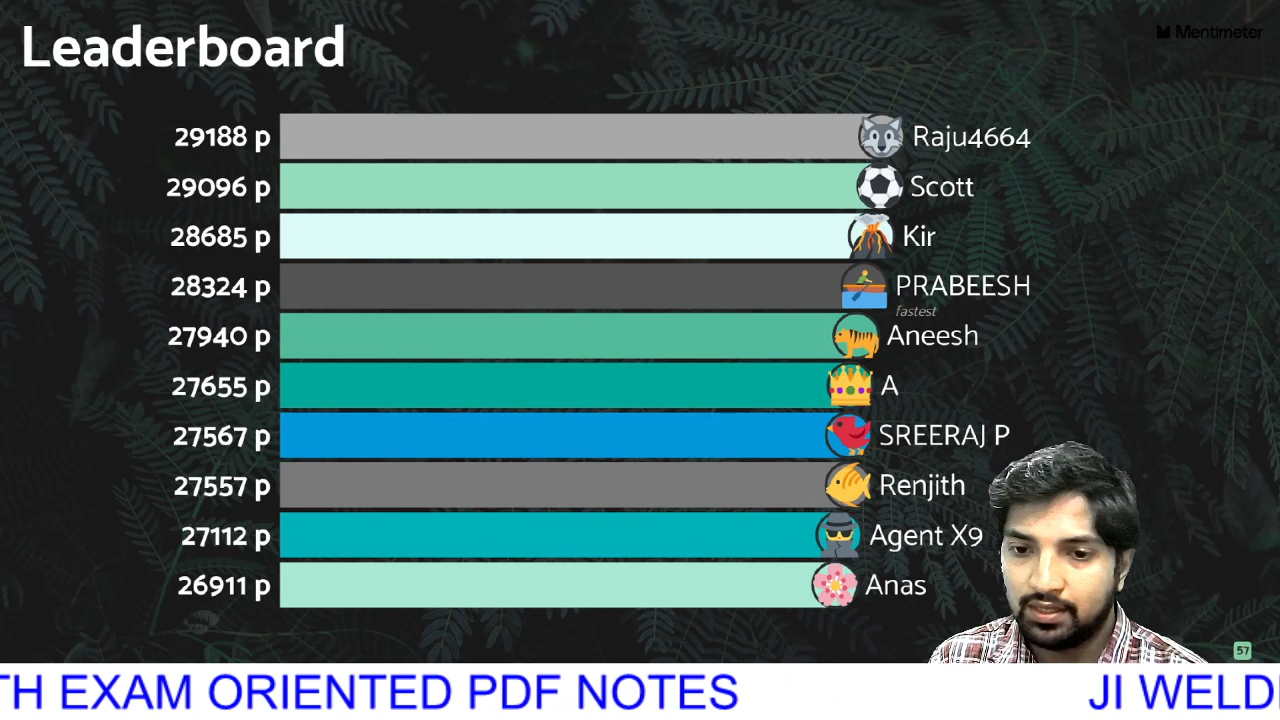 Leaderboard
Mentimeter
29188 p Raju4664
29096 p Scott
28685 p Kir
28324 p PRABEESH
fastest
27940 p Aneesh
27655 p A
27567 p SREERAJ P
27557 p Renjith
27112 p Agent X9
26911 p Anas
57
TH EXAM ORIENTED PDF NOTES JI WELD